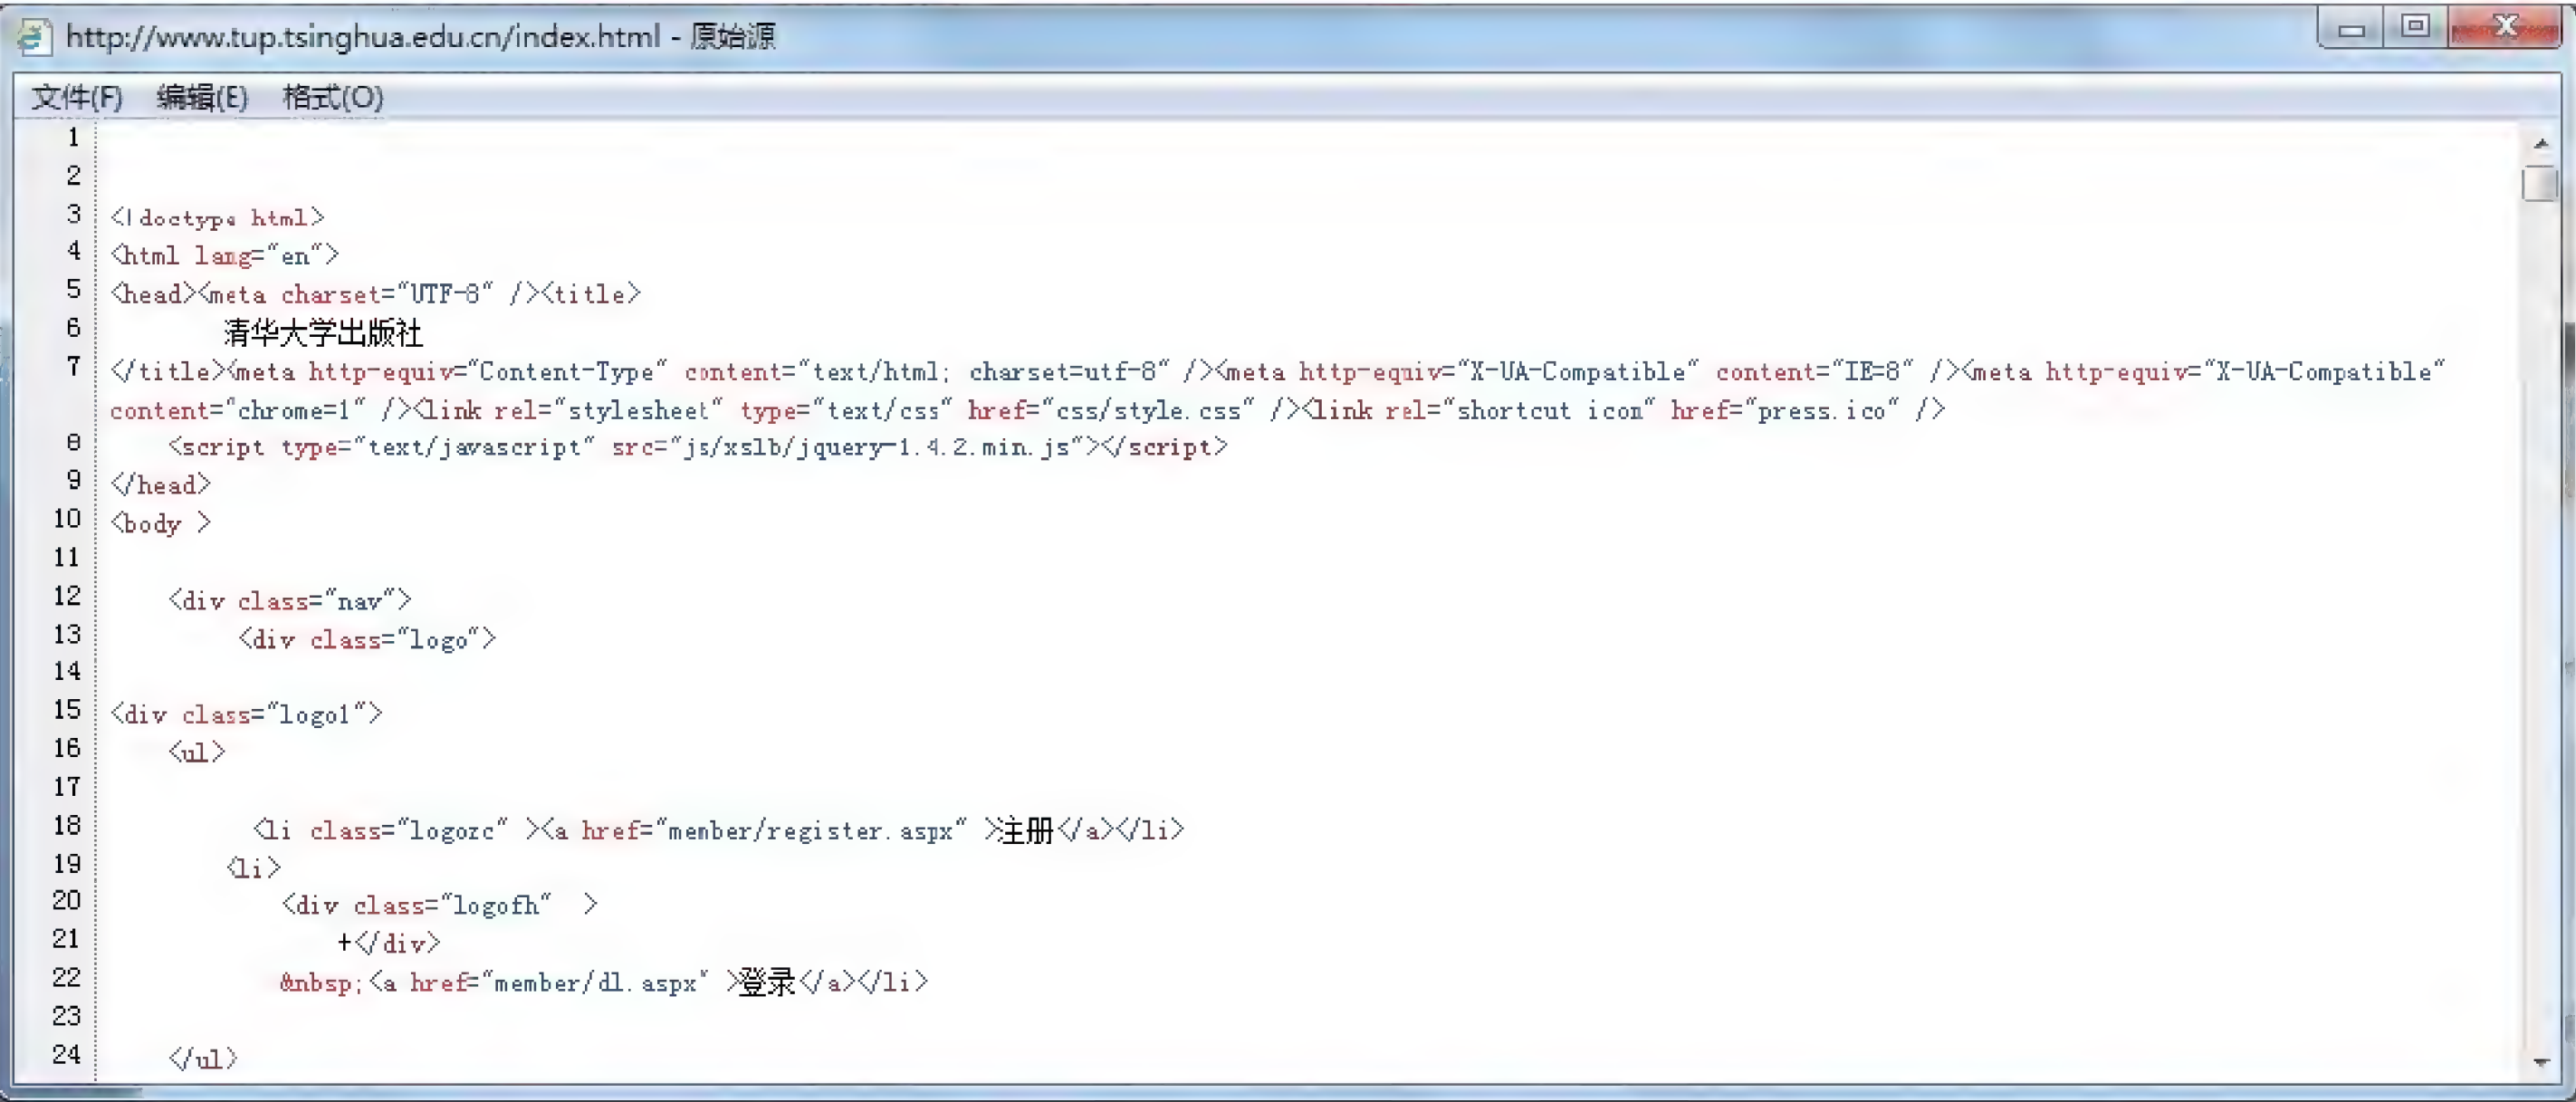 http://www.tup.tsinghua.edu.cn/index.html - 原始源
文件(F) 编辑(E) 格式(O)
1
2
3 <!doctype html>
4 <html lang="en">
5 <head><meta charset="UTF-8" /><title>
6 清华大学出版社
7 </title><meta http-equiv="Content-Type" content="text/html; charset=utf-8" /><meta http-equiv="X-UA-Compatible" content="IE=8" /><meta http-equiv="X-UA-Compatible"
content="chrome=1" /><link rel="stylesheet" type="text/css" href="css/style.css" /><link rel="shortcut icon" href="press.ico" />
8 <script type="text/javascript" src="js/xslb/jquery-1.4.2.min.js"></script>
9 </head>
10 <body >
11
12 <div class="nav">
13 <div class="logo">
14
15 <div class="logo1">
16 <ul>
17
18 <li class="logozc" ><a href="member/register.aspx" >注册</a></li>
19 <li>
20 <div class="logofh" >
21 +</div>
22 &nbsp;<a href="member/dl.aspx" >登录</a></li>
23
24 </ul>